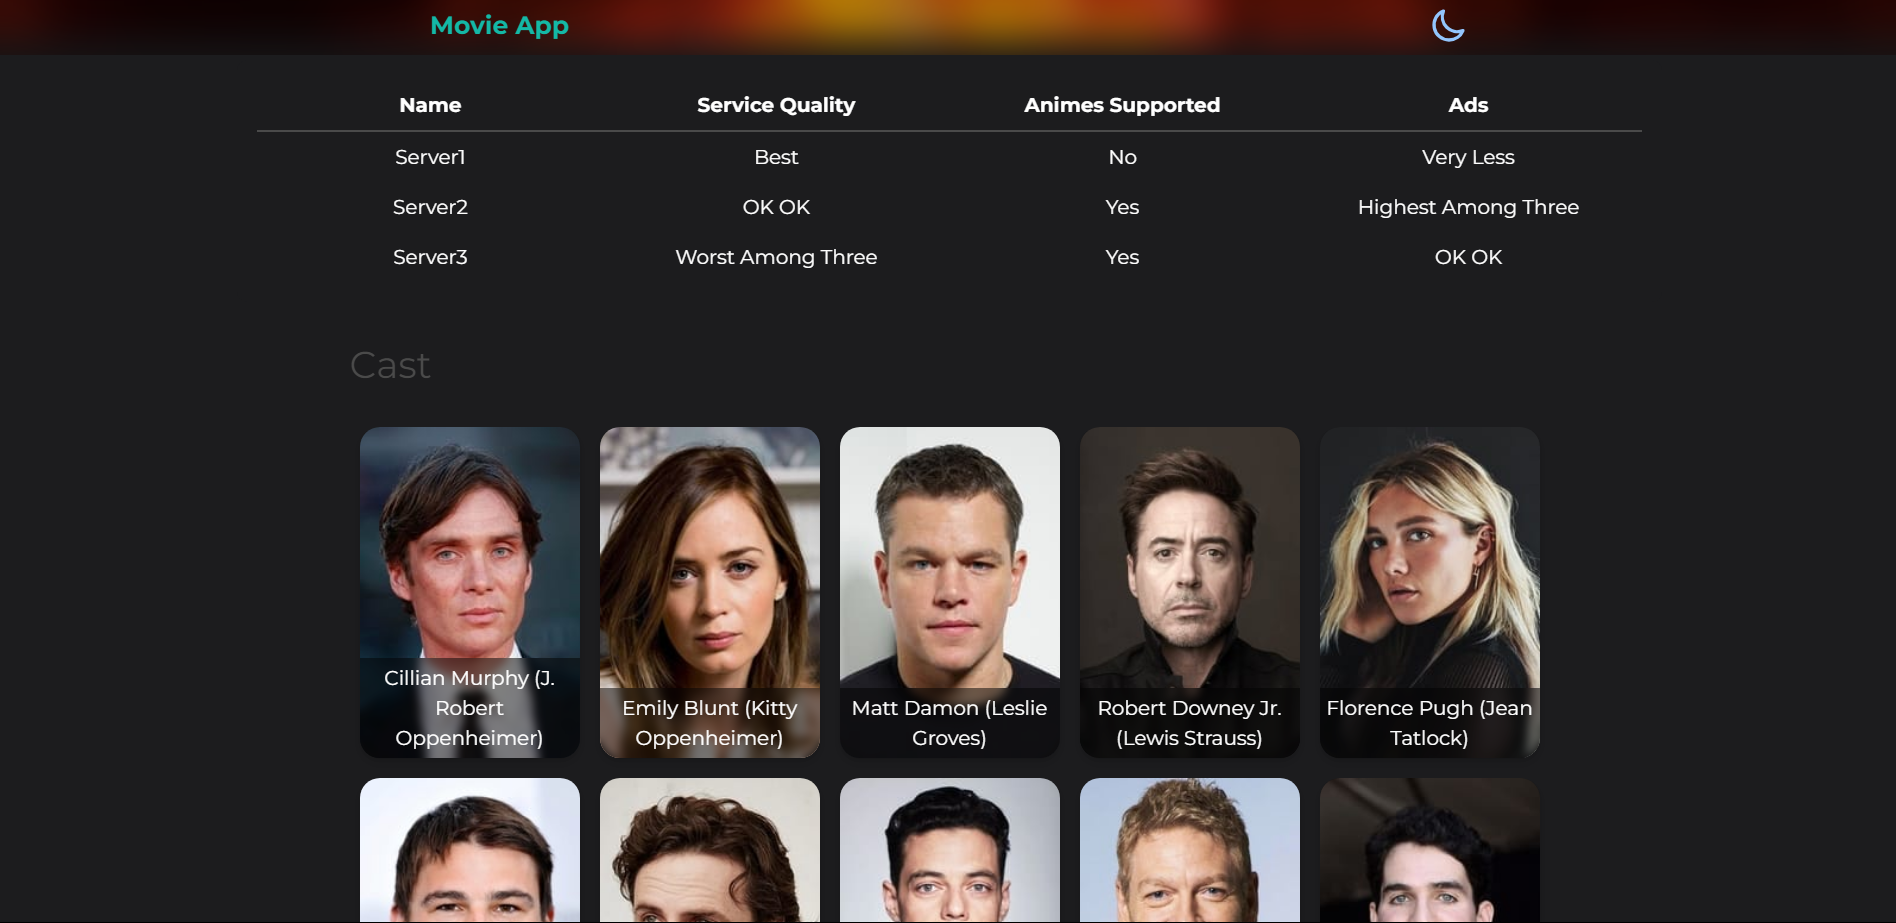 Movie App
Name Service Quality Animes Supported Ads
Server1 Best No Very Less
Server2 OK OK Yes Highest Among Three
Server3 Worst Among Three Yes OK OK
Cast
Cillian Murphy (J.
Robert
Oppenheimer)
Emily Blunt (Kitty
Oppenheimer)
Matt Damon (Leslie
Groves)
Robert Downey Jr.
(Lewis Strauss)
Florence Pugh (Jean
Tatlock)